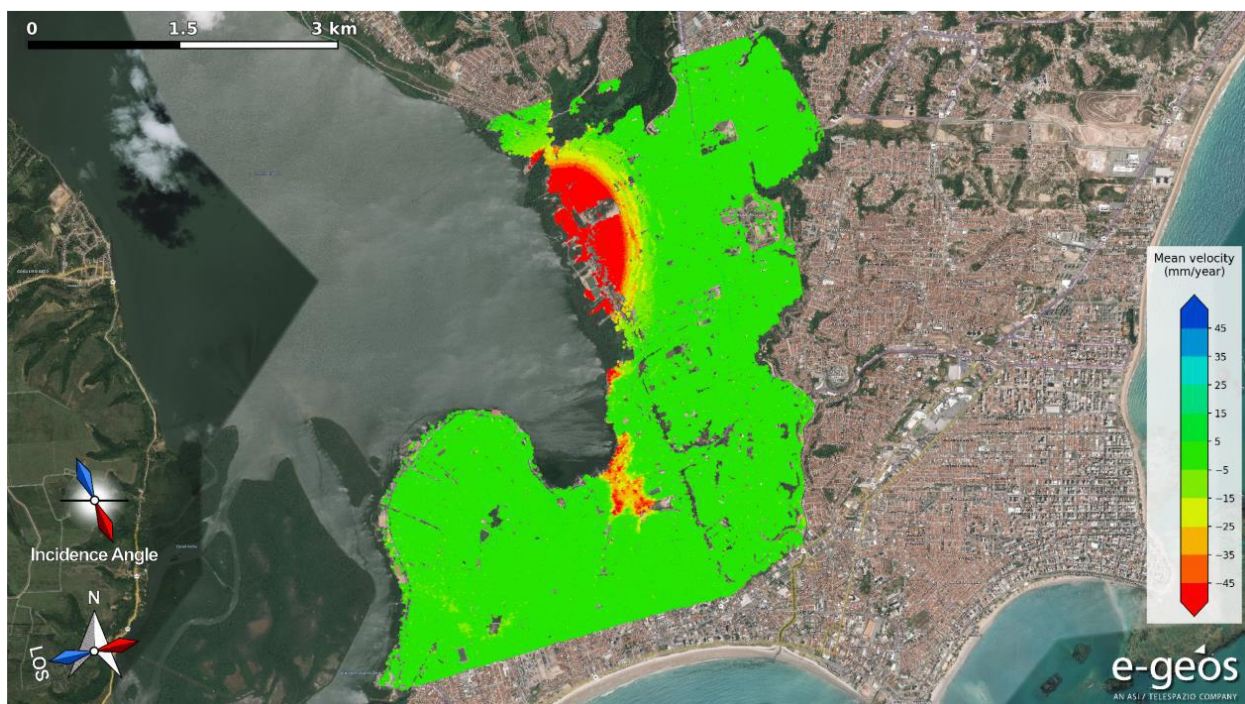 0 1.5 3 km
Mean velocity
(mm/year)
45
35
25
15
5
−5
−15
−25
−35
−45
Incidence Angle
N
LOS
e-geos
AN ASI / TELESPAZIO COMPANY